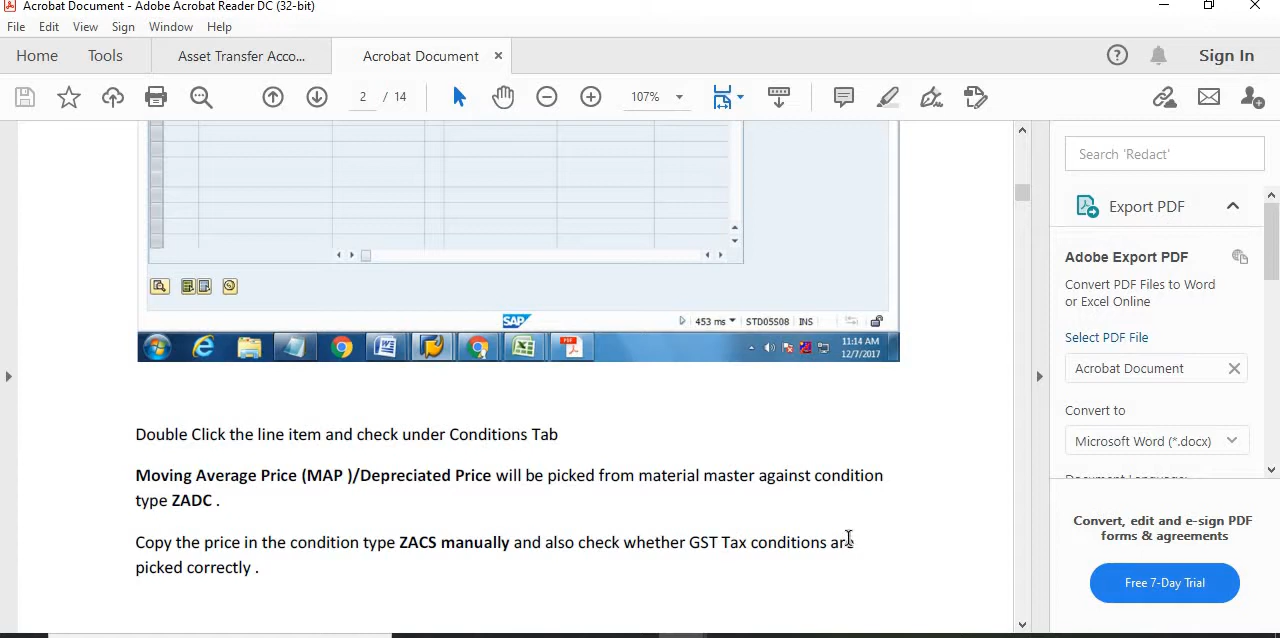 Acrobat Document - Adobe Acrobat Reader DC (32-bit)
File Edit View Sign Window Help
Home Tools Asset Transfer Acco... Acrobat Document × Sign In
2 / 14 107%
Search 'Redact'
Export PDF
Adobe Export PDF
Convert PDF Files to Word
or Excel Online
Select PDF File
Acrobat Document
Convert to
Microsoft Word (*.docx)
Document Language:
Convert, edit and e-sign PDF
forms & agreements
Free 7-Day Trial
SAP 453 ms STD05S08 INS
11:14 AM
12/7/2017
Double Click the line item and check under Conditions Tab
Moving Average Price (MAP )/Depreciated Price will be picked from material master against condition
type ZADC .
Copy the price in the condition type ZACS manually and also check whether GST Tax conditions are
picked correctly .